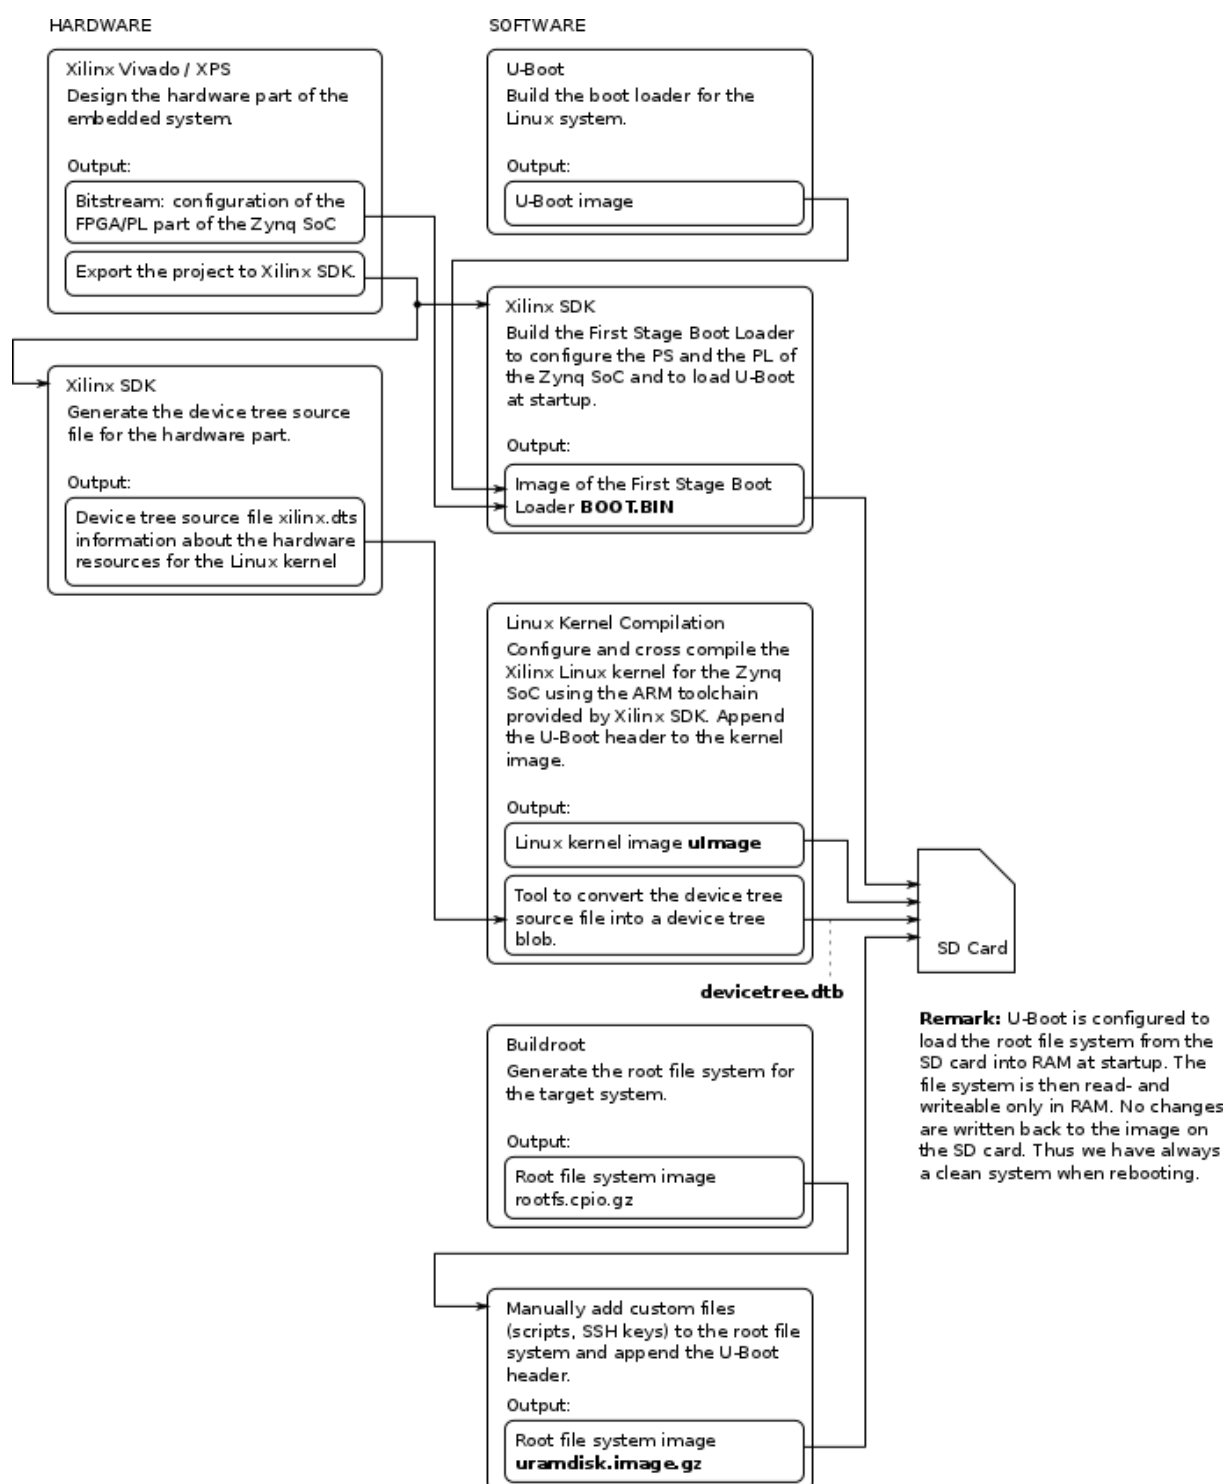 HARDWARE
Xilinx Vivado / XPS
Design the hardware part of the
embedded system.
Output:
Bitstream: configuration of the
FPGA/PL part of the Zynq SoC
Export the project to Xilinx SDK.
Xilinx SDK
Generate the device tree source
file for the hardware part.
Output:
Device tree source file xilinx.dts
information about the hardware
resources for the Linux kernel
SOFTWARE
U-Boot
Build the boot loader for the
Linux system.
Output:
U-Boot image
Xilinx SDK
Build the First Stage Boot Loader
to configure the PS and the PL of
the Zynq SoC and to load U-Boot
at startup.
Output:
Image of the First Stage Boot
Loader BOOT.BIN
Linux Kernel Compilation
Configure and cross compile the
Xilinx Linux kernel for the Zynq
SoC using the ARM toolchain
provided by Xilinx SDK. Append
the U-Boot header to the kernel
image.
Output:
Linux kernel image uImage
Tool to convert the device tree
source file into a device tree
blob.
devicetree.dtb
Buildroot
Generate the root file system for
the target system.
Output:
Root file system image
rootfs.cpio.gz
Manually add custom files
(scripts, SSH keys) to the root file
system and append the U-Boot
header.
Output:
Root file system image
uramdisk.image.gz
SD Card
Remark: U-Boot is configured to
load the root file system from the
SD card into RAM at startup. The
file system is then read- and
writeable only in RAM. No changes
are written back to the image on
the SD card. Thus we have always
a clean system when rebooting.